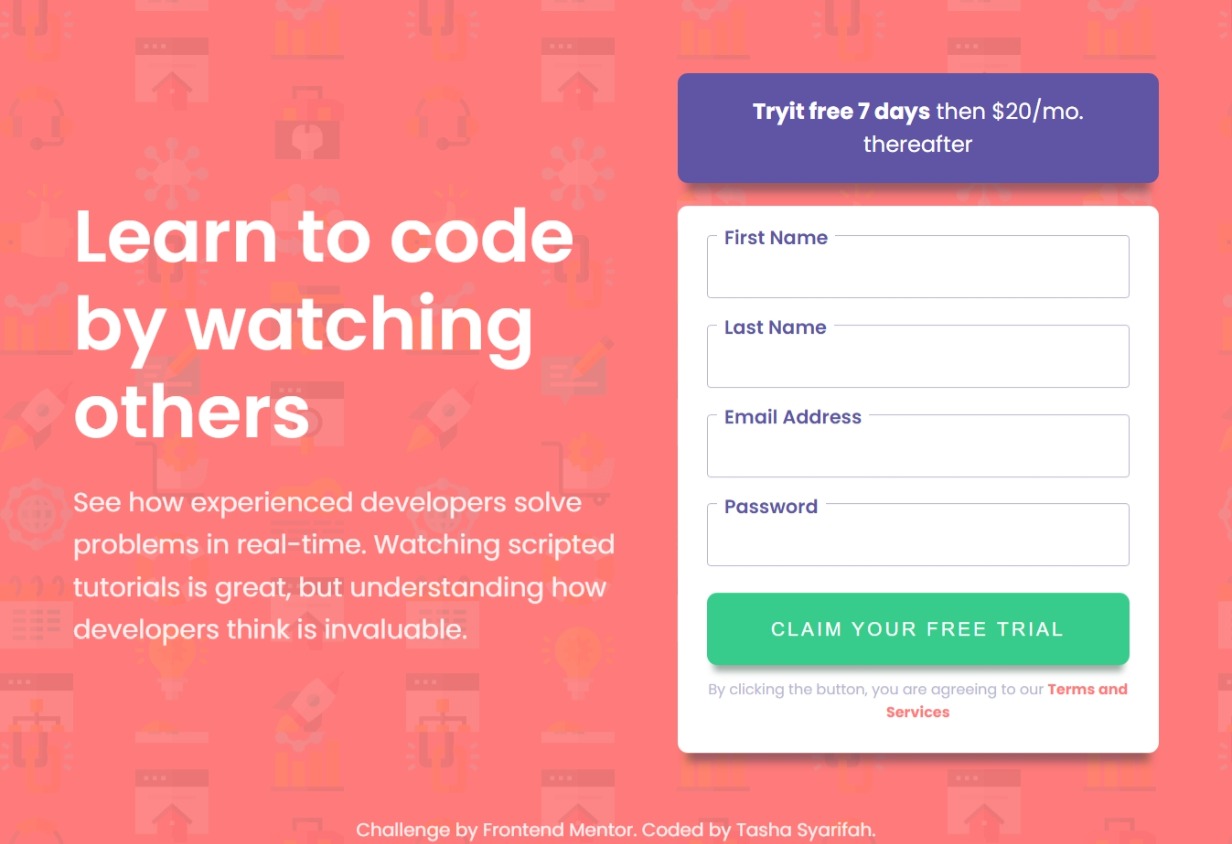 Learn to code
by watching
others
See how experienced developers solve
problems in real-time. Watching scripted
tutorials is great, but understanding how
developers think is invaluable.
Tryit free 7 days then $20/mo.
thereafter
First Name
Last Name
Email Address
Password
CLAIM YOUR FREE TRIAL
By clicking the button, you are agreeing to our Terms and
Services
Challenge by Frontend Mentor. Coded by Tasha Syarifah.